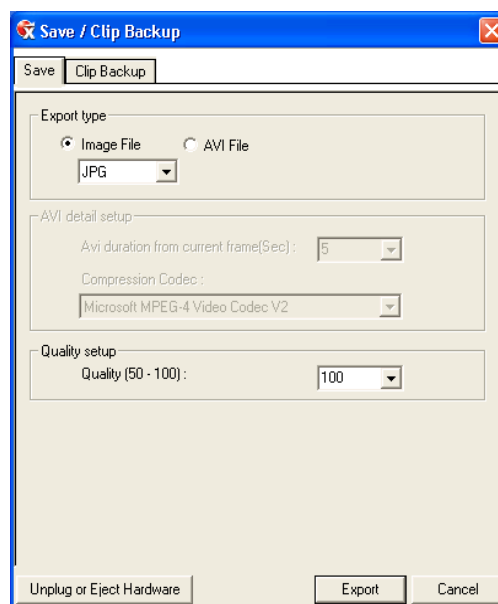 Save / Clip Backup
Save Clip Backup
Export type
Image File AVI File
JPG
AVI detail setup
Avi duration from current frame(Sec) : 5
Compression Codec :
Microsoft MPEG-4 Video Codec V2
Quality setup
Quality (50 - 100) : 100
Unplug or Eject Hardware Export Cancel